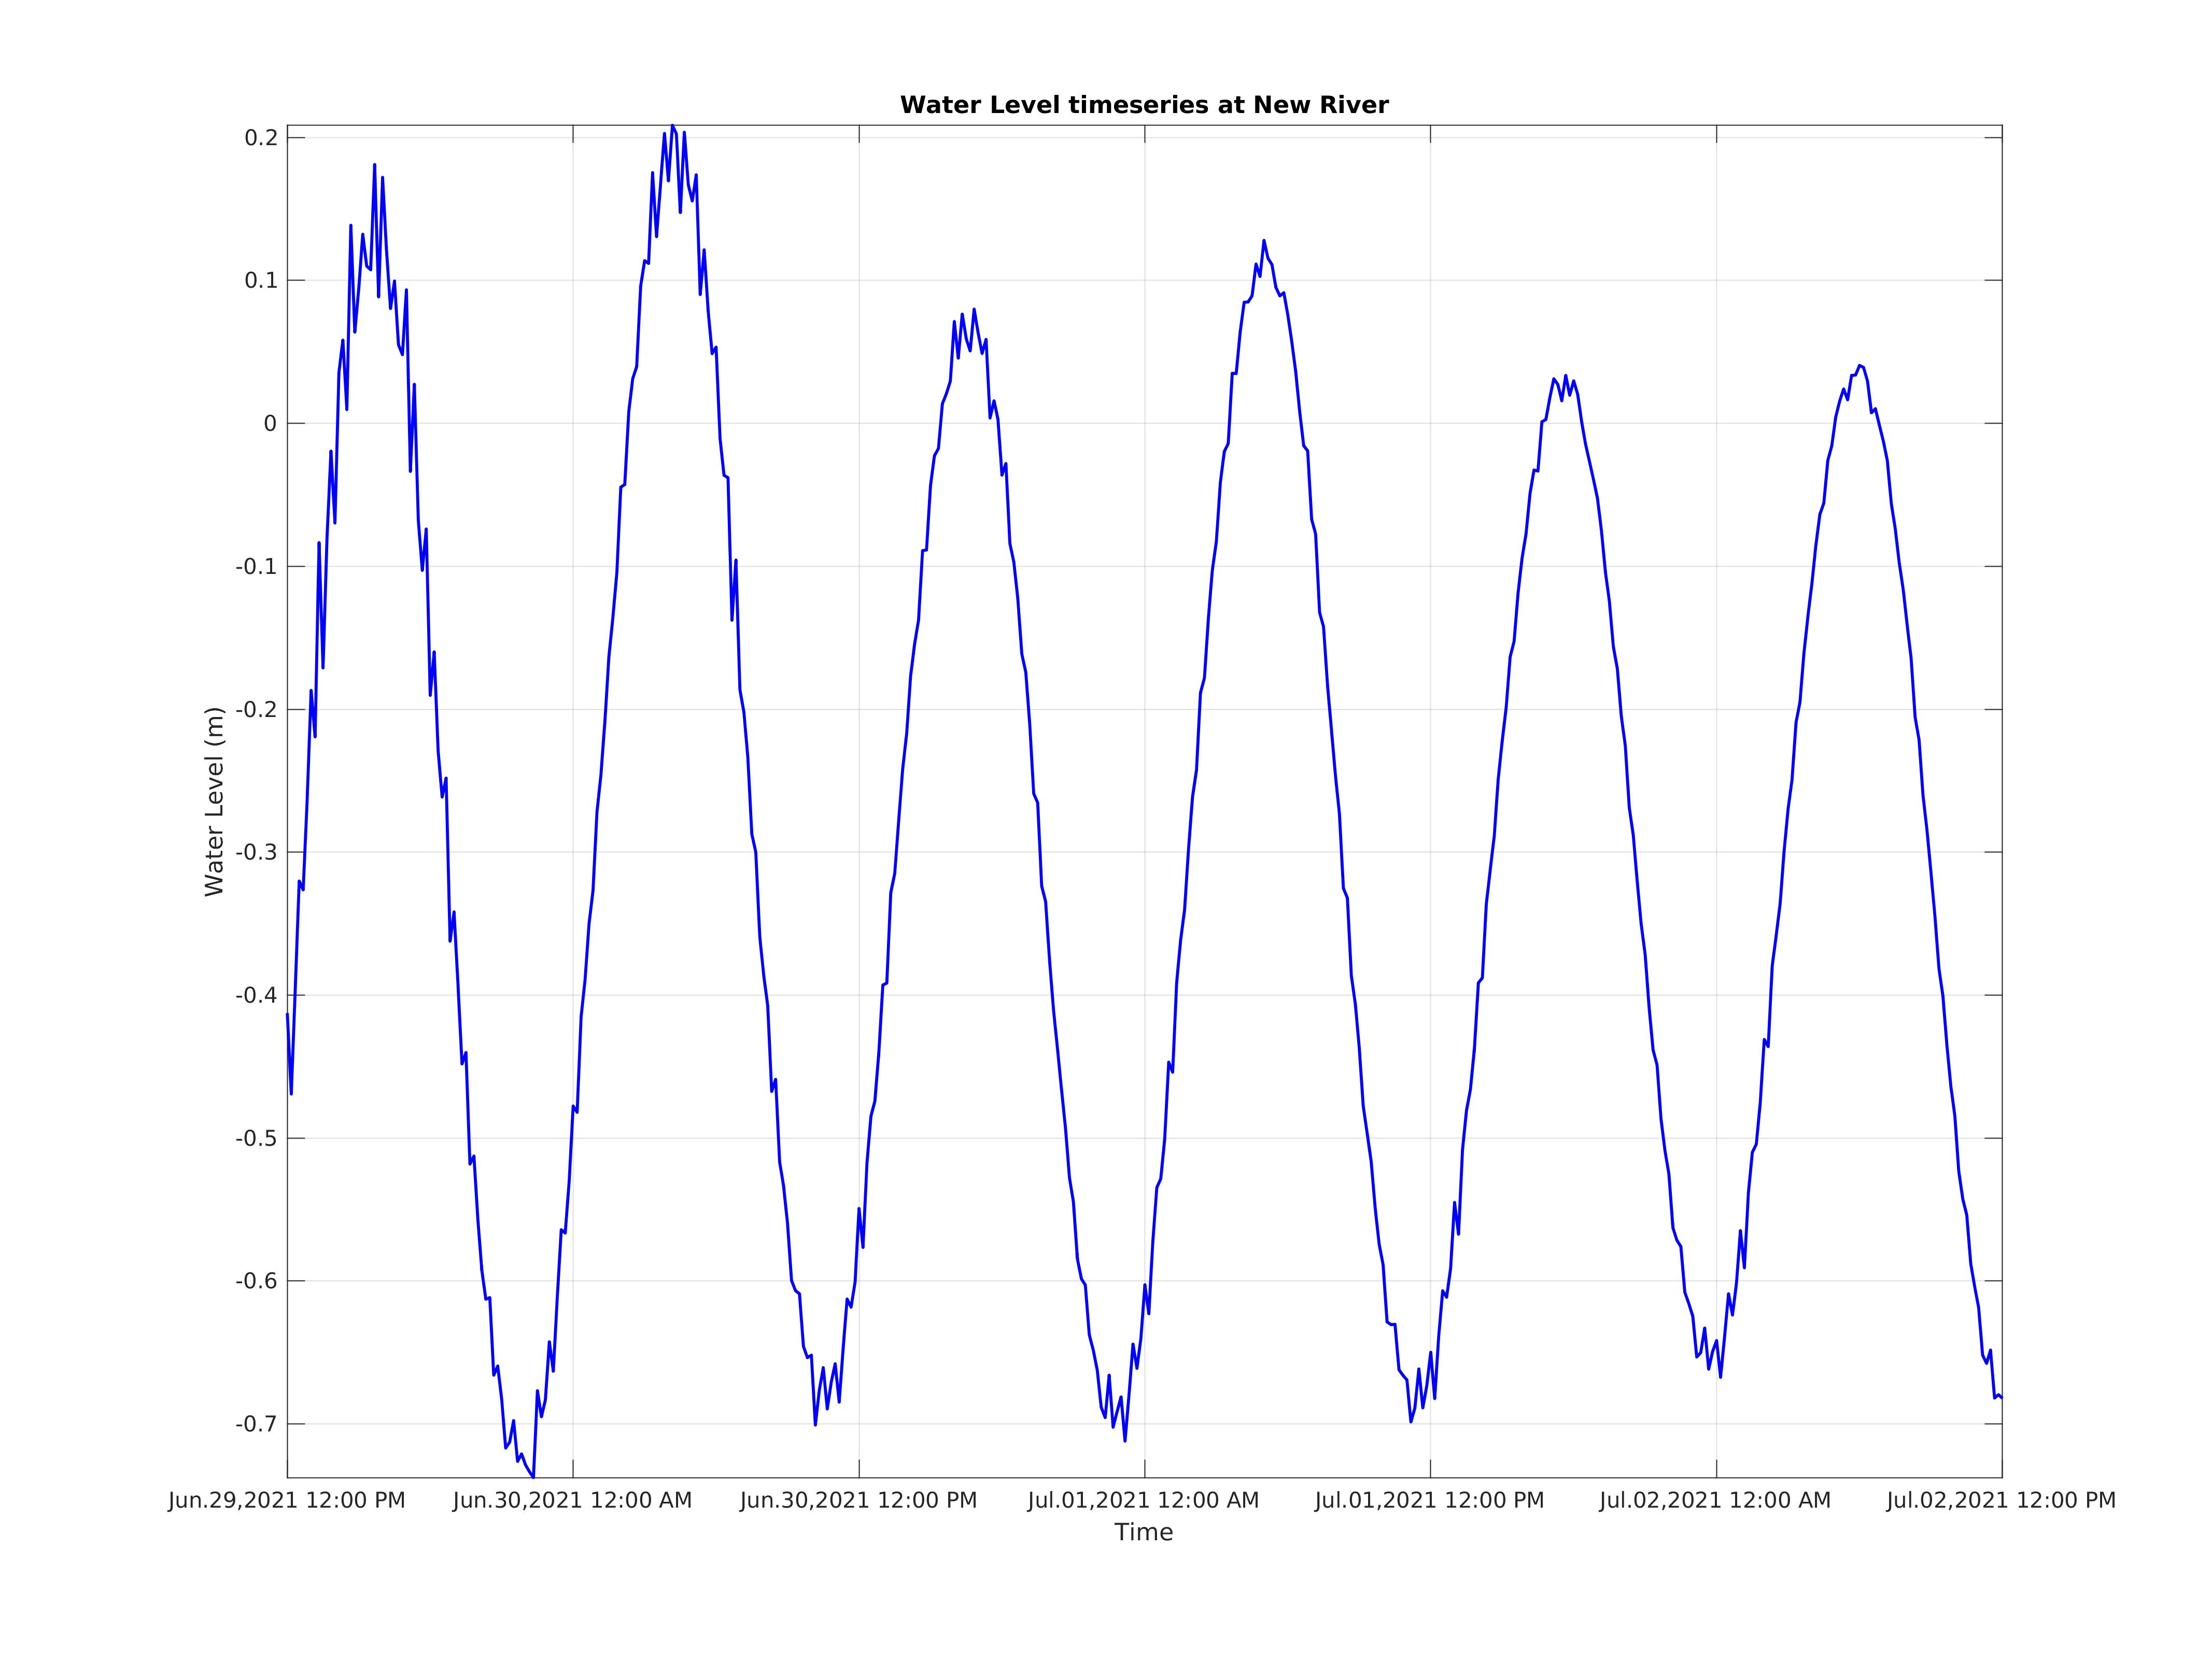 Water Level timeseries at New River
0.2
0.1
0
-0.1
-0.2
-0.3
-0.4
-0.5
-0.6
-0.7
Water Level (m)
Jun.29,2021 12:00 PM Jun.30,2021 12:00 AM Jun.30,2021 12:00 PM Jul.01,2021 12:00 AM Jul.01,2021 12:00 PM Jul.02,2021 12:00 AM Jul.02,2021 12:00 PM
Time